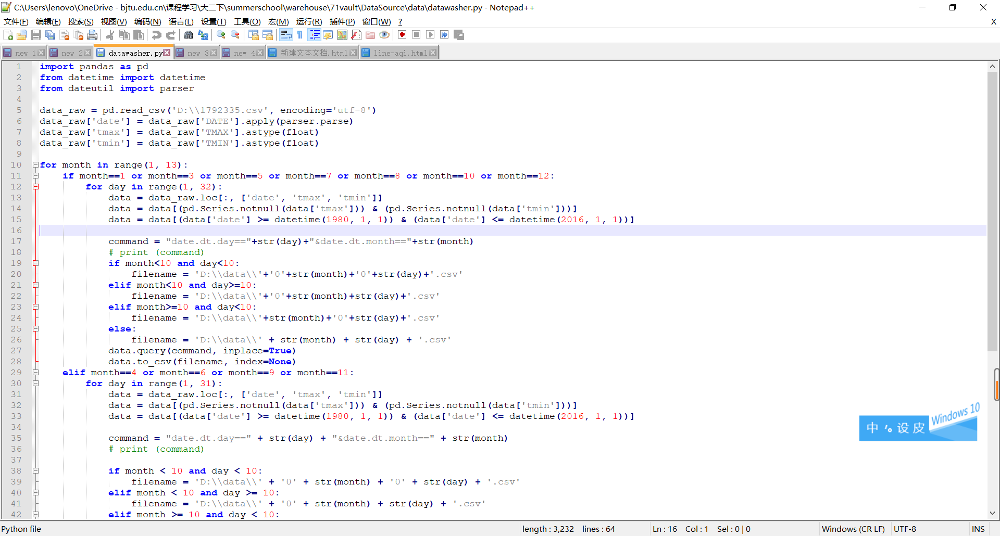 C:\Users\lenovo\OneDrive - bjtu.edu.cn\课程学习\大二下\summerschool\warehouse\71vault\DataSource\data\datawasher.py - Notepad++
文件(F) 编辑(E) 搜索(S) 视图(V) 编码(N) 语言(L) 设置(T) 工具(O) 宏(M) 运行(R) 插件(P) 窗口(W) ? X
new 1 new 2 datawasher.py new 3 new 4 新建文本文档.html line-aqi.html
1 import pandas as pd
2 from datetime import datetime
3 from dateutil import parser
4
5 data_raw = pd.read_csv('D:\\1792335.csv', encoding='utf-8')
6 data_raw['date'] = data_raw['DATE'].apply(parser.parse)
7 data_raw['tmax'] = data_raw['TMAX'].astype(float)
8 data_raw['tmin'] = data_raw['TMIN'].astype(float)
9
10 for month in range(1, 13):
11     if month==1 or month==3 or month==5 or month==7 or month==8 or month==10 or month==12:
12         for day in range(1, 32):
13             data = data_raw.loc[:, ['date', 'tmax', 'tmin']]
14             data = data[(pd.Series.notnull(data['tmax'])) & (pd.Series.notnull(data['tmin']))]
15             data = data[(data['date'] >= datetime(1980, 1, 1)) & (data['date'] <= datetime(2016, 1, 1))]
16
17             command = "date.dt.day=="+str(day)+"&date.dt.month=="+str(month)
18             # print (command)
19             if month<10 and day<10:
20                 filename = 'D:\\data\\'+'0'+str(month)+'0'+str(day)+'.csv'
21             elif month<10 and day>=10:
22                 filename = 'D:\\data\\'+'0'+str(month)+str(day)+'.csv'
23             elif month>=10 and day<10:
24                 filename = 'D:\\data\\'+str(month)+'0'+str(day)+'.csv'
25             else:
26                 filename = 'D:\\data\\' + str(month) + str(day) + '.csv'
27             data.query(command, inplace=True)
28             data.to_csv(filename, index=None)
29     elif month==4 or month==6 or month==9 or month==11:
30         for day in range(1, 31):
31             data = data_raw.loc[:, ['date', 'tmax', 'tmin']]
32             data = data[(pd.Series.notnull(data['tmax'])) & (pd.Series.notnull(data['tmin']))]
33             data = data[(data['date'] >= datetime(1980, 1, 1)) & (data['date'] <= datetime(2016, 1, 1))]
34
35             command = "date.dt.day==" + str(day) + "&date.dt.month==" + str(month)
36             # print (command)
37
38             if month < 10 and day < 10:
39                 filename = 'D:\\data\\' + '0' + str(month) + '0' + str(day) + '.csv'
40             elif month < 10 and day >= 10:
41                 filename = 'D:\\data\\' + '0' + str(month) + str(day) + '.csv'
42             elif month >= 10 and day < 10:
Windows 10
中 设 皮
Python file length : 3,232 lines : 64 Ln : 16 Col : 1 Sel : 0 | 0 Windows (CR LF) UTF-8 INS